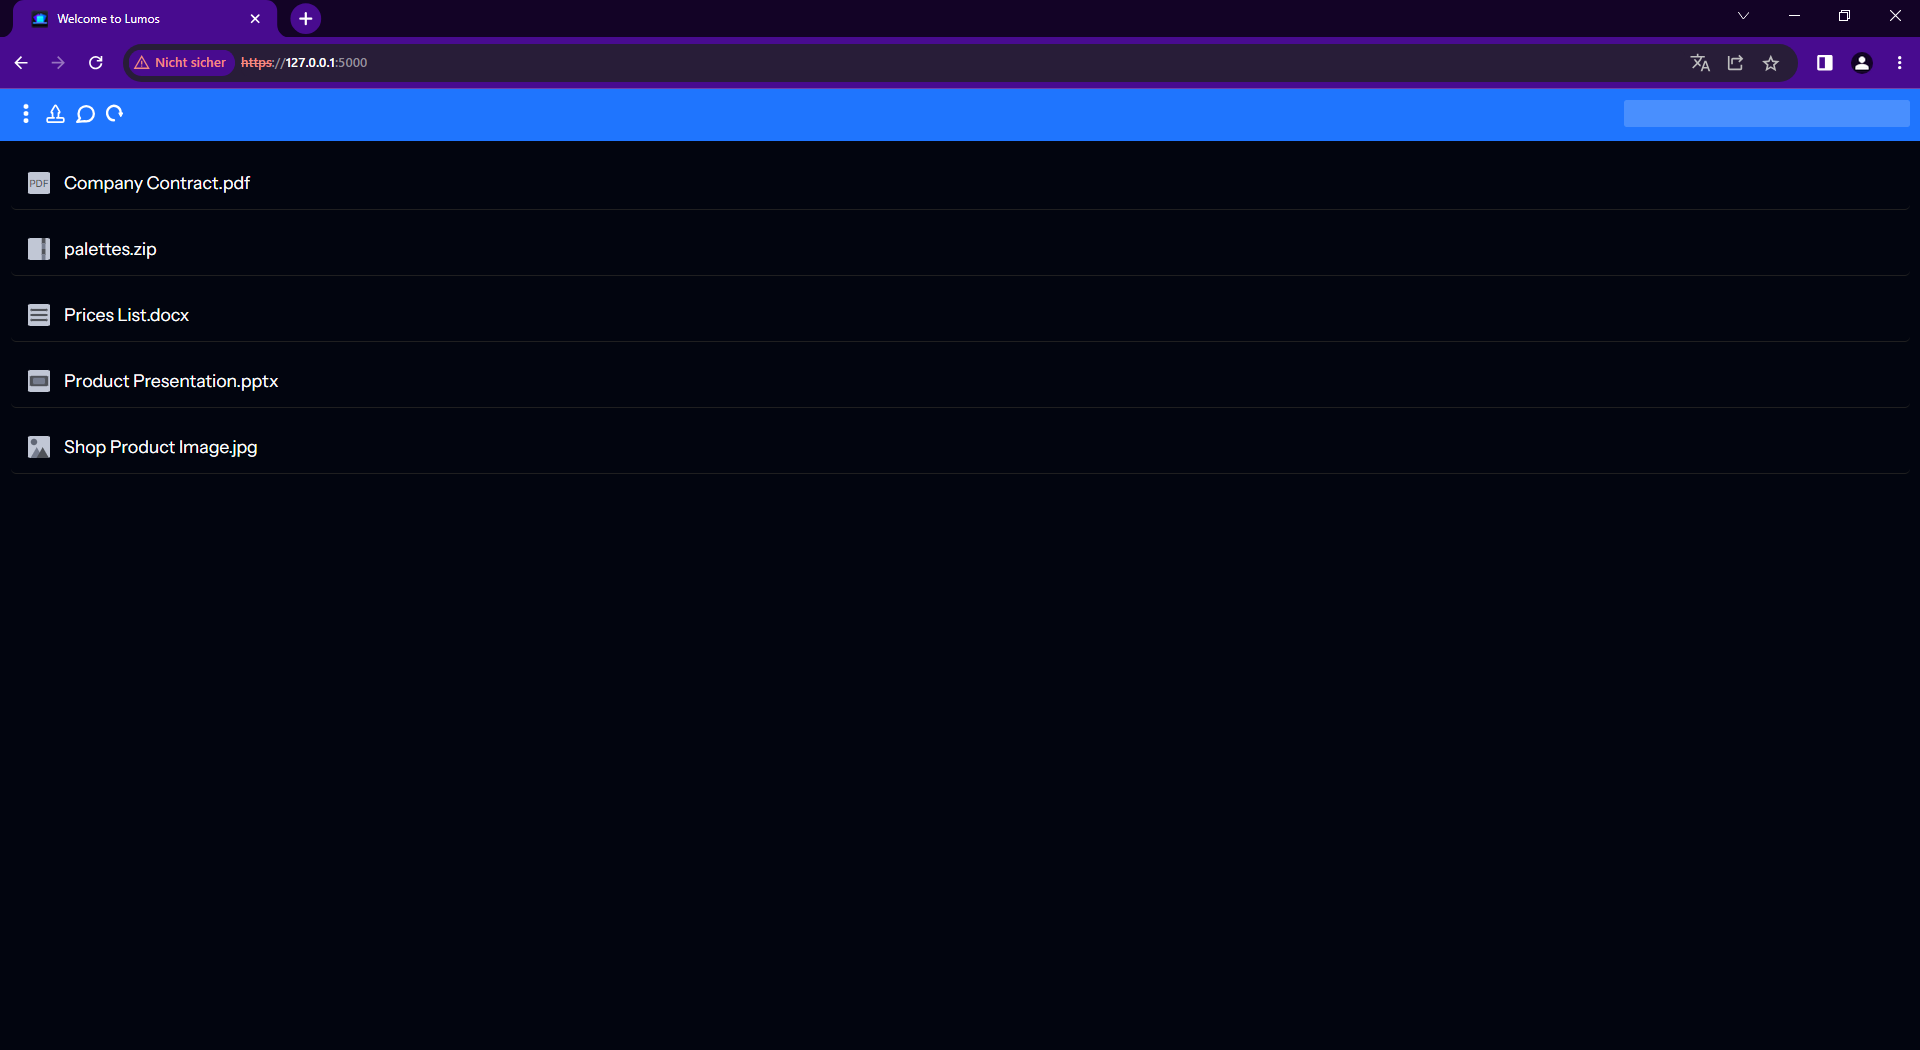 Welcome to Lumos
Nicht sicher https://127.0.0.1:5000
PDF Company Contract.pdf
palettes.zip
Prices List.docx
Product Presentation.pptx
Shop Product Image.jpg